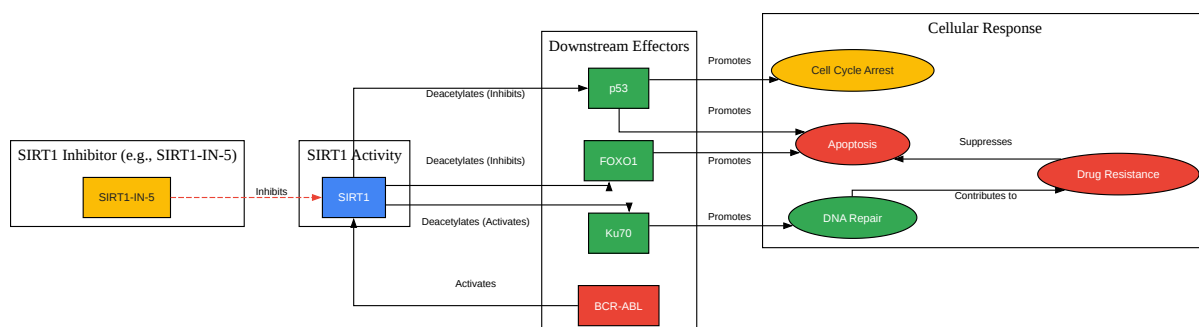 Cellular Response
Downstream Effectors
Promotes
Cell Cycle Arrest
p53
Deacetylates (Inhibits)
Promotes
SIRT1 Inhibitor (e.g., SIRT1-IN-5)
SIRT1 Activity
FOXO1
Apoptosis
Suppresses
Deacetylates (Inhibits)
Promotes
Drug Resistance
SIRT1-IN-5
Inhibits
SIRT1
Contributes to
Deacetylates (Activates)
Promotes
DNA Repair
Ku70
Activates
BCR-ABL